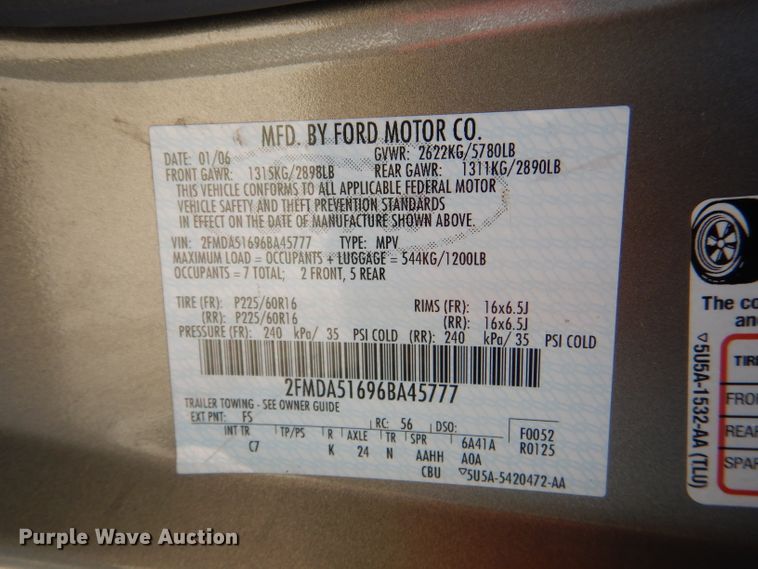 MFD. BY FORD MOTOR CO.
DATE: 01/06 GVWR: 2622KG/5780LB
FRONT GAWR: 1315KG/2898LB REAR GAWR: 1311KG/2890LB
THIS VEHICLE CONFORMS TO ALL APPLICABLE FEDERAL MOTOR
VEHICLE SAFETY AND THEFT PREVENTION STANDARDS
IN EFFECT ON THE DATE OF MANUFACTURE SHOWN ABOVE.
VIN: 2FMDA51696BA45777 TYPE: MPV
MAXIMUM LOAD = OCCUPANTS + LUGGAGE = 544KG/1200LB
OCCUPANTS = 7 TOTAL; 2 FRONT, 5 REAR
TIRE (FR): P225/60R16 RIMS (FR): 16x6.5J
(RR): P225/60R16 (RR): 16x6.5J
PRESSURE (FR): 240 kPa/ 35 PSI COLD (RR): 240 kPa/ 35 PSI COLD
2FMDA51696BA45777
TRAILER TOWING - SEE OWNER GUIDE
EXT PNT: FS RC: 56 DSO: F0052
INT TR TP/PS R AXLE TR SPR 6A41A R0125
C7 K 24 N AAHH A0A
CBU ▽5U5A-5420472-AA
The co
an
TIRE
FRO
REAR
SPAR
▽5U5A-1532-AA (TLU)
Purple Wave Auction